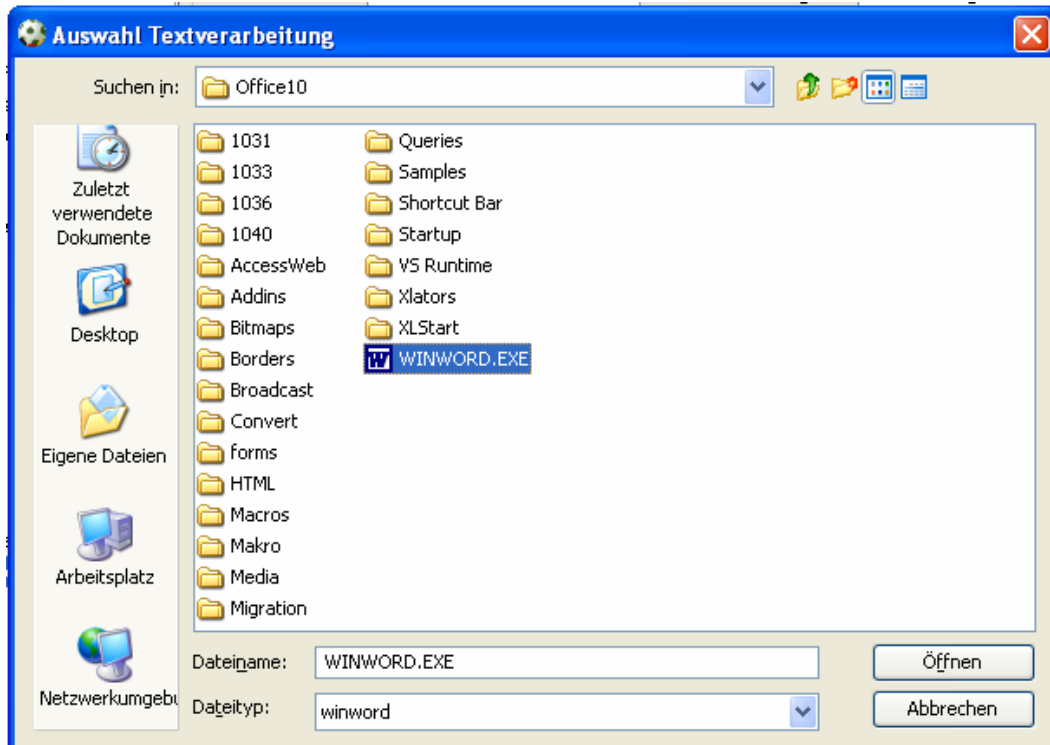 Auswahl Textverarbeitung
Suchen in:
Office10
Zuletzt
verwendete
Dokumente
Desktop
Eigene Dateien
Arbeitsplatz
Netzwerkumgebu
1031
1033
1036
1040
AccessWeb
Addins
Bitmaps
Borders
Broadcast
Convert
forms
HTML
Macros
Makro
Media
Migration
Queries
Samples
Shortcut Bar
Startup
VS Runtime
Xlators
XLStart
WINWORD.EXE
Dateiname:
WINWORD.EXE
Öffnen
Dateityp:
winword
Abbrechen